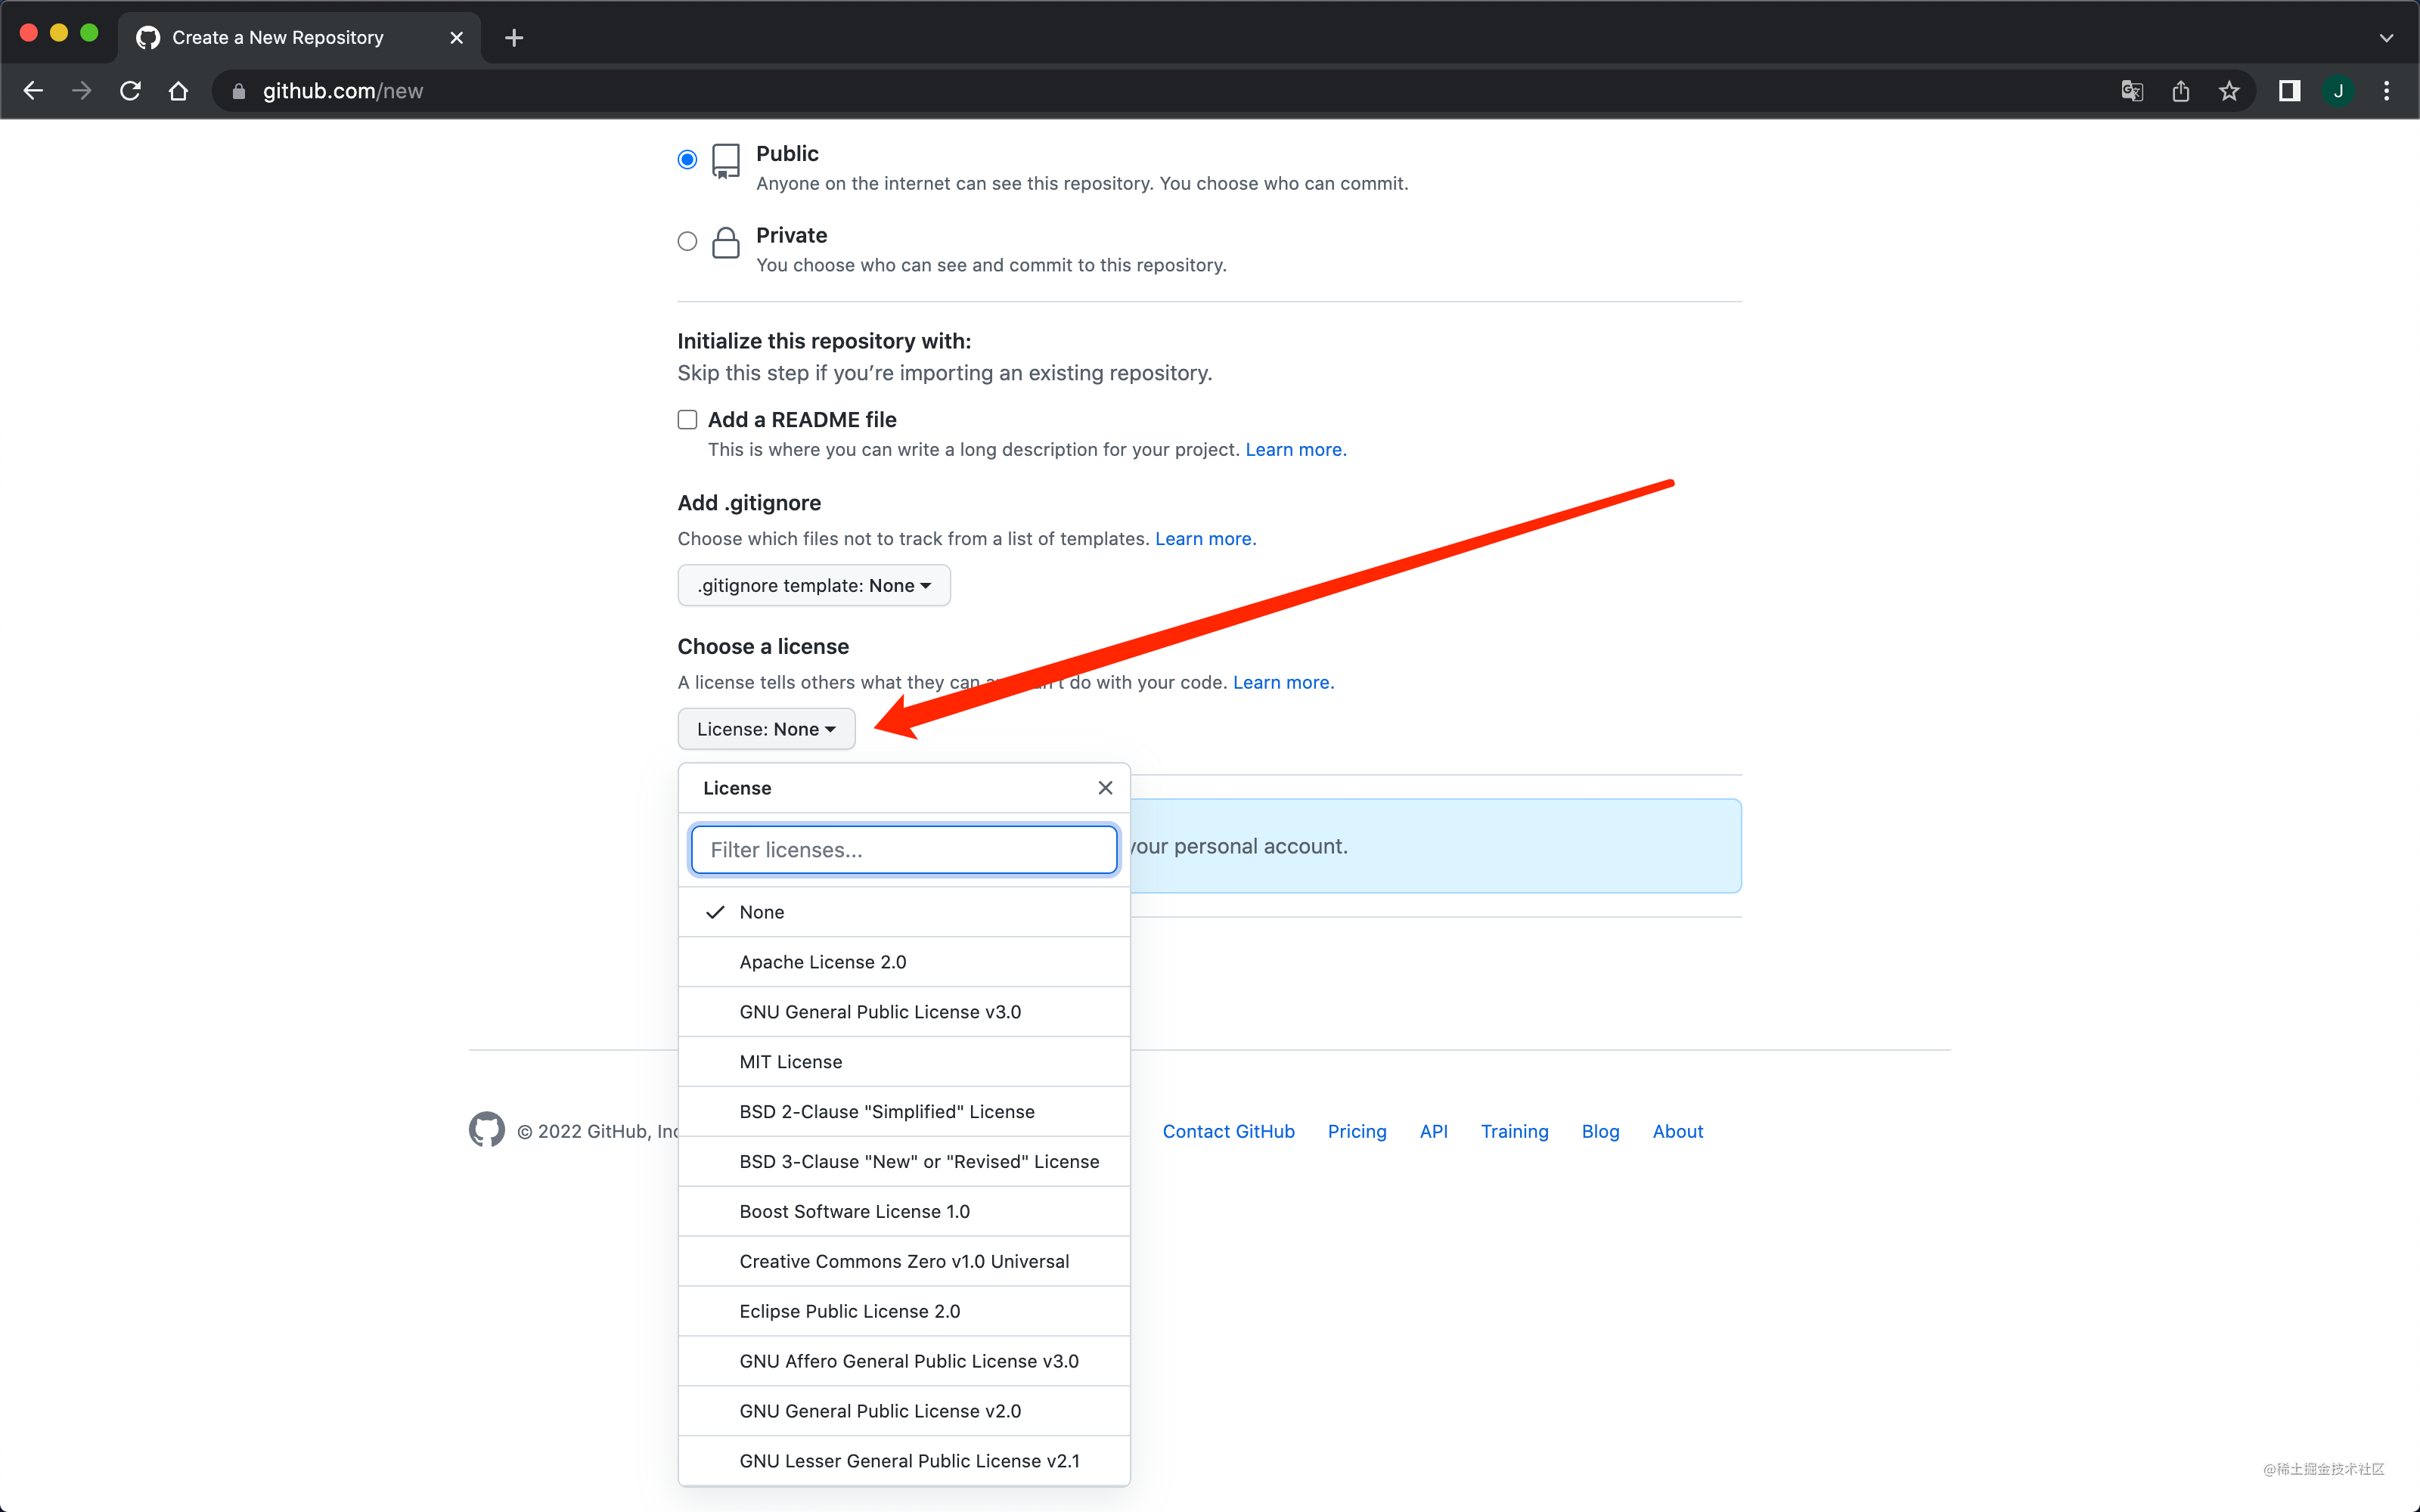 Create a New Repository
github.com/new
J
Public
Anyone on the internet can see this repository. You choose who can commit.
Private
You choose who can see and commit to this repository.
Initialize this repository with:
Skip this step if you’re importing an existing repository.
Add a README file
This is where you can write a long description for your project. Learn more.
Add .gitignore
Choose which files not to track from a list of templates. Learn more.
.gitignore template: None
Choose a license
A license tells others what they can do with your code. Learn more.
License: None
License
Filter licenses...
your personal account.
None
Apache License 2.0
GNU General Public License v3.0
MIT License
BSD 2-Clause "Simplified" License
© 2022 GitHub, Inc
Contact GitHub Pricing API Training Blog About
BSD 3-Clause "New" or "Revised" License
Boost Software License 1.0
Creative Commons Zero v1.0 Universal
Eclipse Public License 2.0
GNU Affero General Public License v3.0
GNU General Public License v2.0
GNU Lesser General Public License v2.1
@稀土掘金技术社区